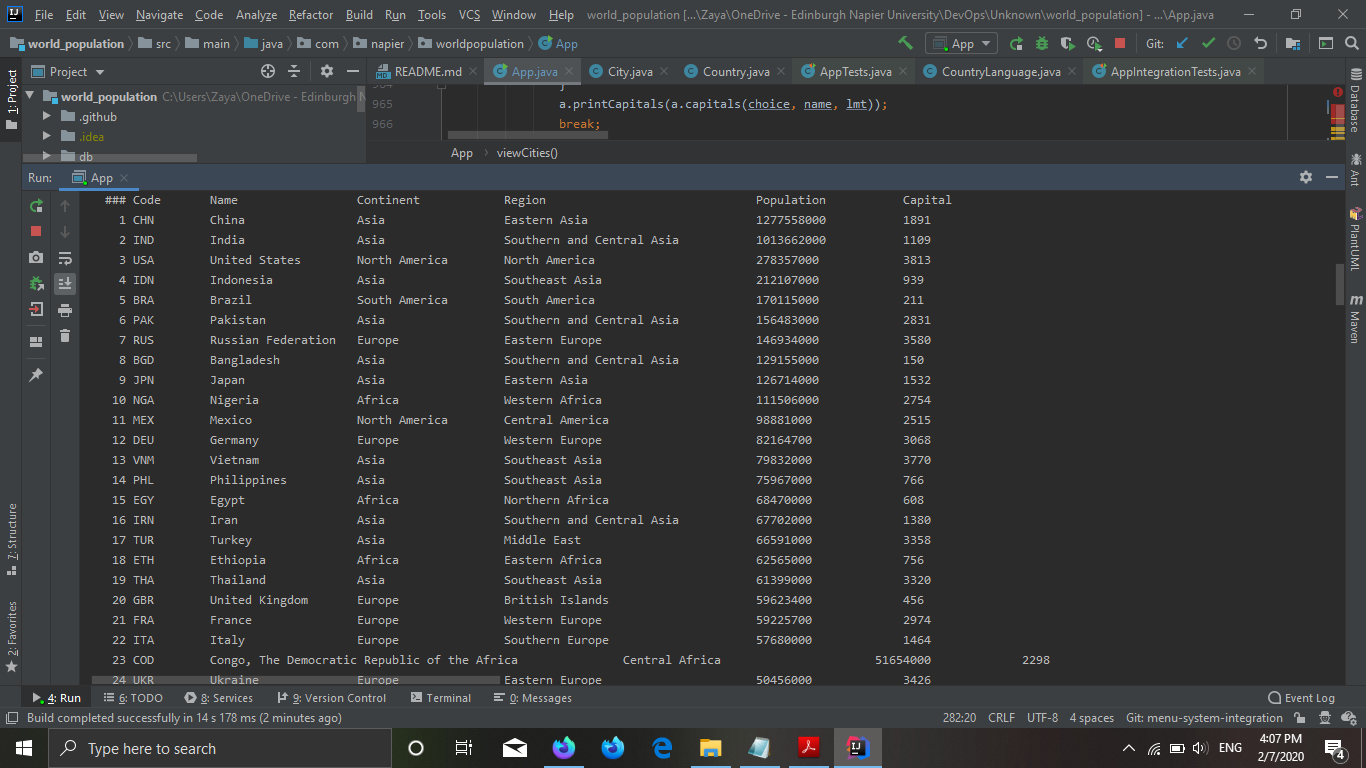 File Edit View Navigate Code Analyze Refactor Build Run Tools VCS Window Help world_population [...\Zaya\OneDrive - Edinburgh Napier University\DevOps\Unknown\world_population] - ...\App.java
world_population src main java com napier worldpopulation App App Git:
1: Project
Project README.md App.java City.java Country.java AppTests.java CountryLanguage.java AppIntegrationTests.java
world_population C:\Users\Zaya\OneDrive - Edinburgh N
.github
.idea
db
964 }
965 a.printCapitals(a.capitals(choice, name, lmt));
966 break;
App viewCities()
Database
Ant
PlantUML
Maven
Run: App
### Code Name Continent Region Population Capital
1 CHN China Asia Eastern Asia 1277558000 1891
2 IND India Asia Southern and Central Asia 1013662000 1109
3 USA United States North America North America 278357000 3813
4 IDN Indonesia Asia Southeast Asia 212107000 939
5 BRA Brazil South America South America 170115000 211
6 PAK Pakistan Asia Southern and Central Asia 156483000 2831
7 RUS Russian Federation Europe Eastern Europe 146934000 3580
8 BGD Bangladesh Asia Southern and Central Asia 129155000 150
9 JPN Japan Asia Eastern Asia 126714000 1532
10 NGA Nigeria Africa Western Africa 111506000 2754
11 MEX Mexico North America Central America 98881000 2515
12 DEU Germany Europe Western Europe 82164700 3068
13 VNM Vietnam Asia Southeast Asia 79832000 3770
14 PHL Philippines Asia Southeast Asia 75967000 766
15 EGY Egypt Africa Northern Africa 68470000 608
16 IRN Iran Asia Southern and Central Asia 67702000 1380
17 TUR Turkey Asia Middle East 66591000 3358
18 ETH Ethiopia Africa Eastern Africa 62565000 756
19 THA Thailand Asia Southeast Asia 61399000 3320
20 GBR United Kingdom Europe British Islands 59623400 456
21 FRA France Europe Western Europe 59225700 2974
22 ITA Italy Europe Southern Europe 57680000 1464
23 COD Congo, The Democratic Republic of the Africa Central Africa 51654000 2298
24 UKR Ukraine Europe Eastern Europe 50456000 3426
7: Structure
2: Favorites
4: Run 6: TODO 8: Services 9: Version Control Terminal 0: Messages Event Log
Build completed successfully in 14 s 178 ms (2 minutes ago) 282:20 CRLF UTF-8 4 spaces Git: menu-system-integration
Type here to search ENG 4:07 PM
2/7/2020 4